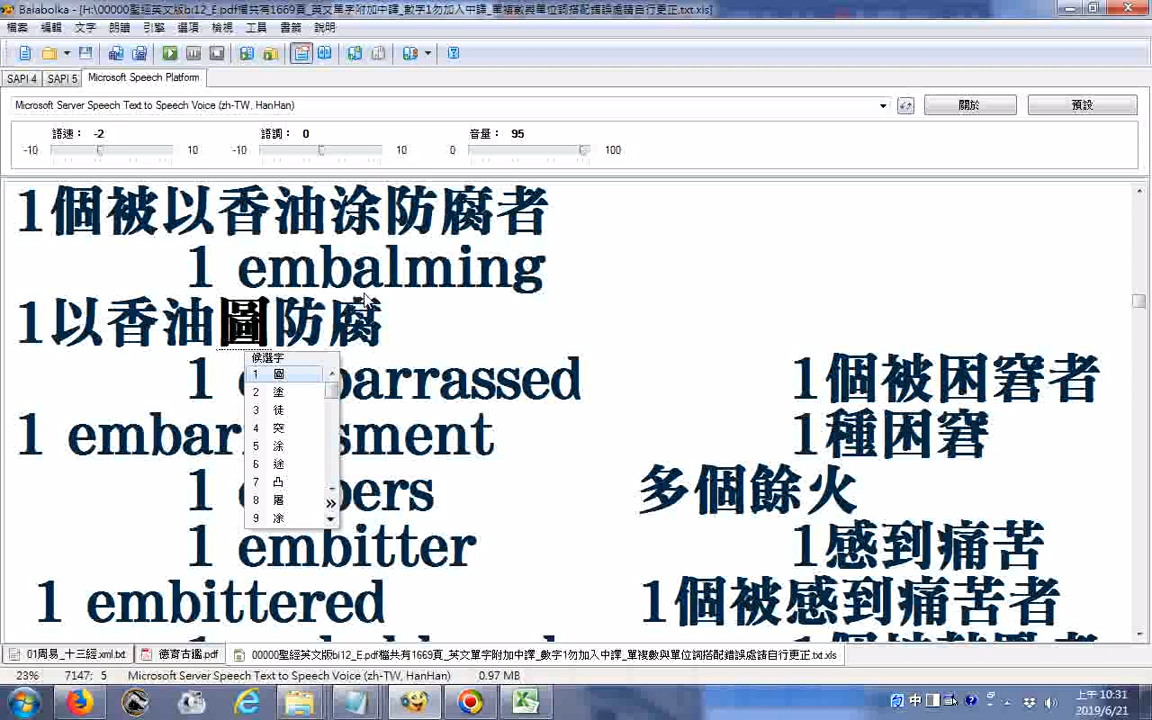 Balabolka - [H:\00000聖經英文版bi12_E.pdf檔共有1669頁_英文單字附加中譯_數字1勿加入中譯_單複數與單位詞搭配錯誤處請自行更正.txt.xls]
檔案 編輯 文字 朗讀 引擎 選項 檢視 工具 書籤 說明
SAPI 4 SAPI 5 Microsoft Speech Platform
Microsoft Server Speech Text to Speech Voice (zh-TW, HanHan) 關於 預設
語速： -2 語調： 0 音量： 95
-10 10 -10 10 0 100
1個被以香油涂防腐者
1 embalming
1以香油圖防腐
候選字
1 圖
2 塗
3 徒
4 突
5 涂
6 途
7 凸
8 屠
9 凃
1 e barrassed 1個被困窘者
1 embar sment 1種困窘
1 e bers 多個餘火
1 embitter 1感到痛苦
1 embittered 1個被感到痛苦者
01周易_十三經.xml.txt 德育古鑑.pdf 00000聖經英文版bi12_E.pdf檔共有1669頁_英文單字附加中譯_數字1勿加入中譯_單複數與單位詞搭配錯誤處請自行更正.txt.xls
23% 7147: 5 Microsoft Server Speech Text to Speech Voice (zh-TW, HanHan) 0.97 MB
中 上午 10:31
2019/6/21